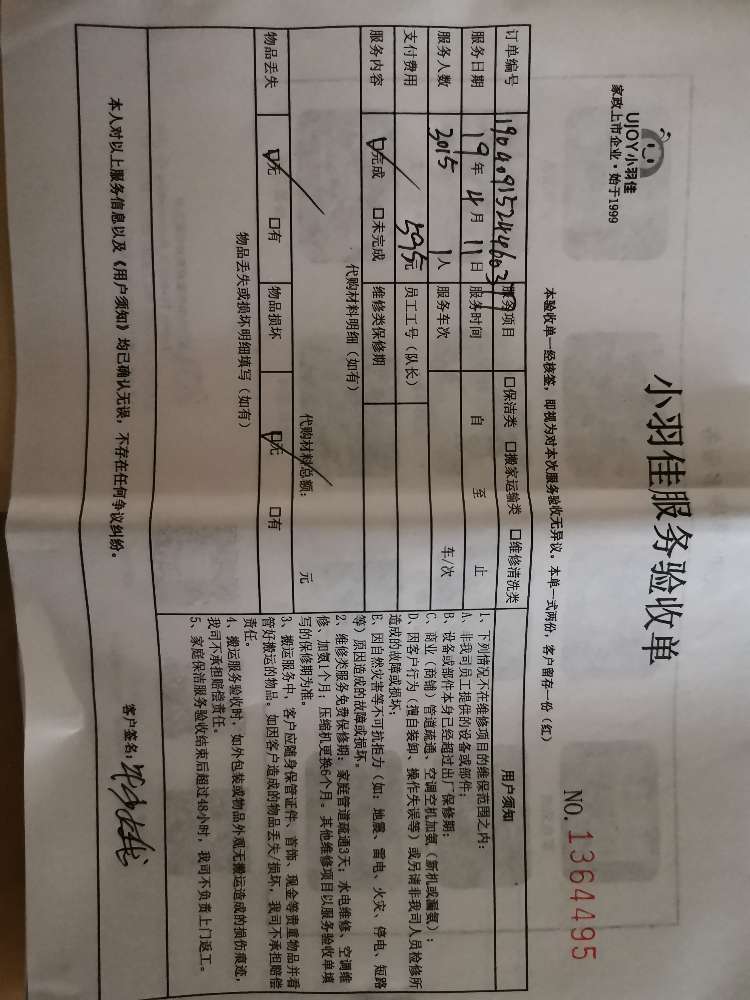 UJOY小羽佳
家政上市企业·始于1999
小羽佳服务验收单
NO.1364495
本验收单一经核签，即视为对本次服务验收无异议。本单一式两份，客户留存一份（红）
订单编号 服务项目 口保洁类 口搬家运输类 口维修清洗类
服务日期 19年 4月 11日 服务时间 自 至 止
服务人数 1人 服务车次 车/次
支付费用 595元 员工工号（队长）
服务内容 口完成 口未完成 维修类保修期
代购材料明细（如有）
代购材料总额： 元
物品丢失 口无 口有 物品损坏 口无 口有
物品丢失或损坏明细填写（如有）
用户须知
1、下列情况不在维修项目的维保范围之内：
A、非我司员工提供的设备或部件；
B、设备或部件本身已经超过出厂保修期；
C、商业（商铺）管道疏通、空调空机加氨（新机或漏氨）；
D、因客户行为（擅自装卸、操作失误等）或另请非我司人员检修所
造成的故障或损坏；
E、因自然灾害等不可抗拒力（如：地震、雷电、火灾、停电、短路
等）原因造成的故障或损坏。
2、维修类服务免费保修期：家庭管道疏通3天；水电维修、空调维
修、加氨1个月；压缩机更换6个月。其他维修项目以服务验收单填
写的保修期为准。
3、搬运服务中，客户应随身保管证件、首饰、现金等贵重物品并看
管好搬运的物品。如因客户造成的物品丢失/损坏，我司不承担赔偿
责任。
4、搬运服务验收时，如外包装或物品外观无搬运造成的损伤痕迹，
我司不承担赔偿责任。
5、家庭保洁服务验收结束后超过48小时，我司不负责上门返工。
本人对以上服务信息以及《用户须知》均已确认无误，不存在任何争议纠纷。
客户签名：